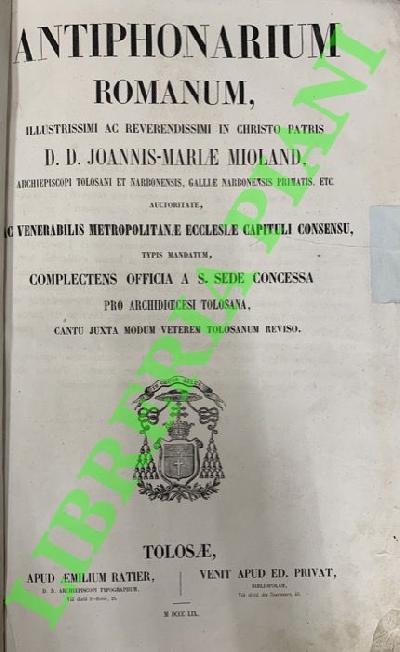 ANTIPHONARIUM
ROMANUM,
ILLUSTRISSIMI AC REVERENDISSIMI IN CHRISTO PATRIS
D. D. JOANNIS-MARIÆ MIOLAND,
ARCHIEPISCOPI TOLOSANI ET NARBONENSIS, GALLIÆ NARBONENSIS PRIMATIS, ETC
AUCTORITATE,
AC VENERABILIS METROPOLITANÆ ECCLESIÆ CAPITULI CONSENSU,
TYPIS MANDATUM,
COMPLECTENS OFFICIA A S. SEDE CONCESSA
PRO ARCHIDIŒCESI TOLOSANA,
CANTU JUXTA MODUM VETEREM TOLOSANUM REVISO.
TOLOSÆ,
APUD ÆMILIUM RATIER,
D. D. ARCHIEPISCOPI TYPOGRAPHUM,
VENIT APUD ED. PRIVAT,
BIBLIOPOLAM,
M DCCC LIX.
LIBRERIA PIANI